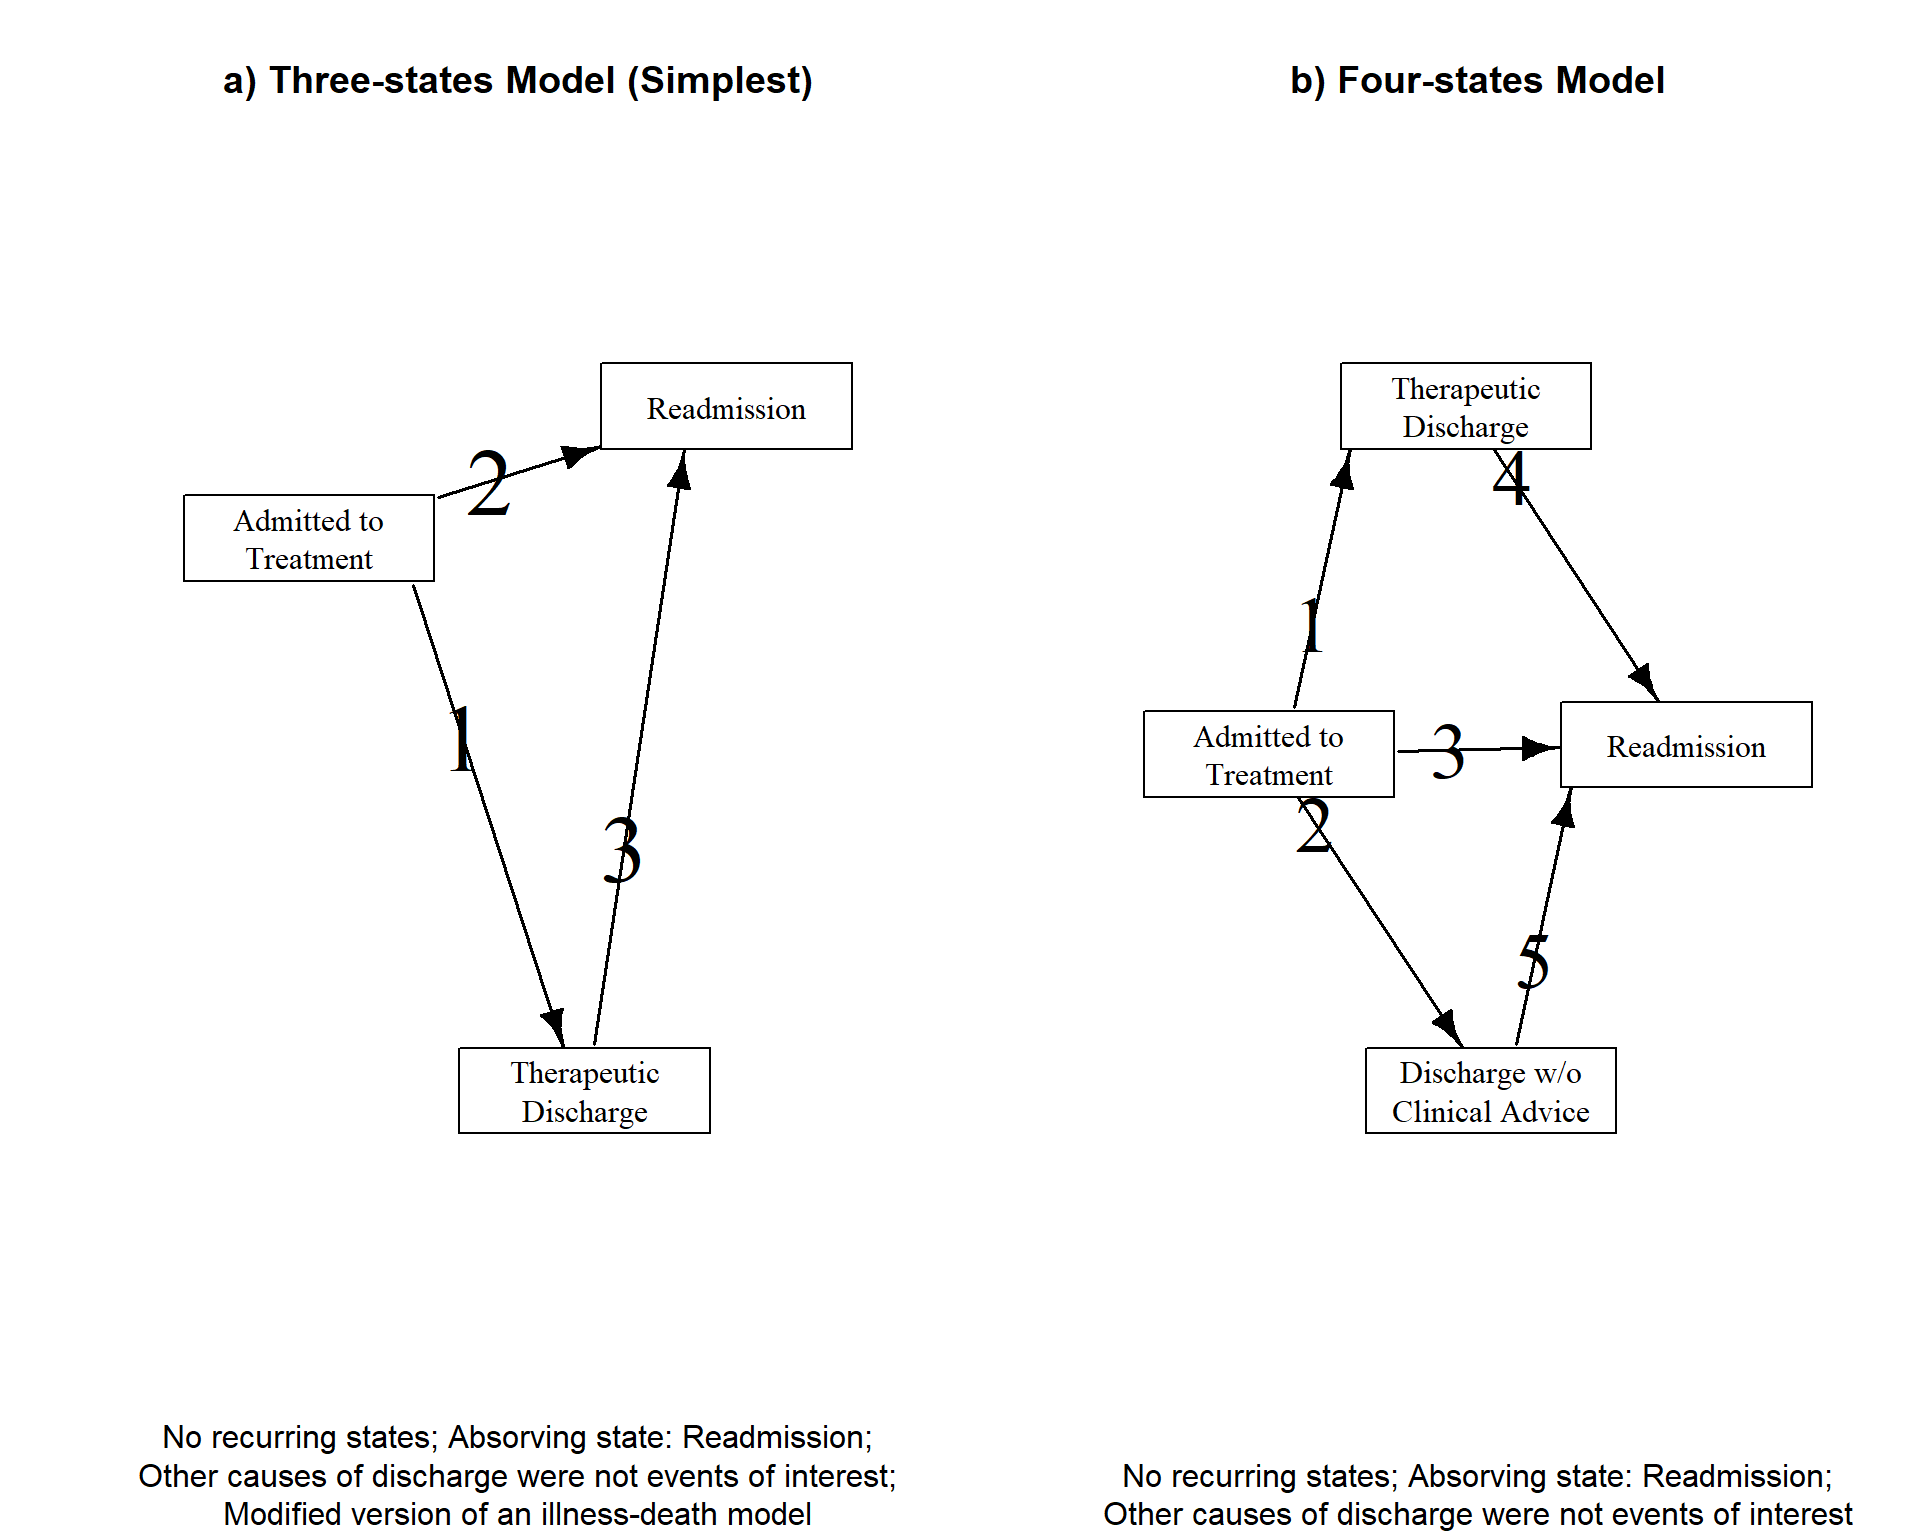 a) Three-states Model (Simplest)
Readmission
2
Admitted to
Treatment
1
3
Therapeutic
Discharge
No recurring states; Absorving state: Readmission;
Other causes of discharge were not events of interest;
Modified version of an illness-death model
b) Four-states Model
Therapeutic
Discharge
4
1
Admitted to
Treatment
3
Readmission
2
5
Discharge w/o
Clinical Advice
No recurring states; Absorving state: Readmission;
Other causes of discharge were not events of interest